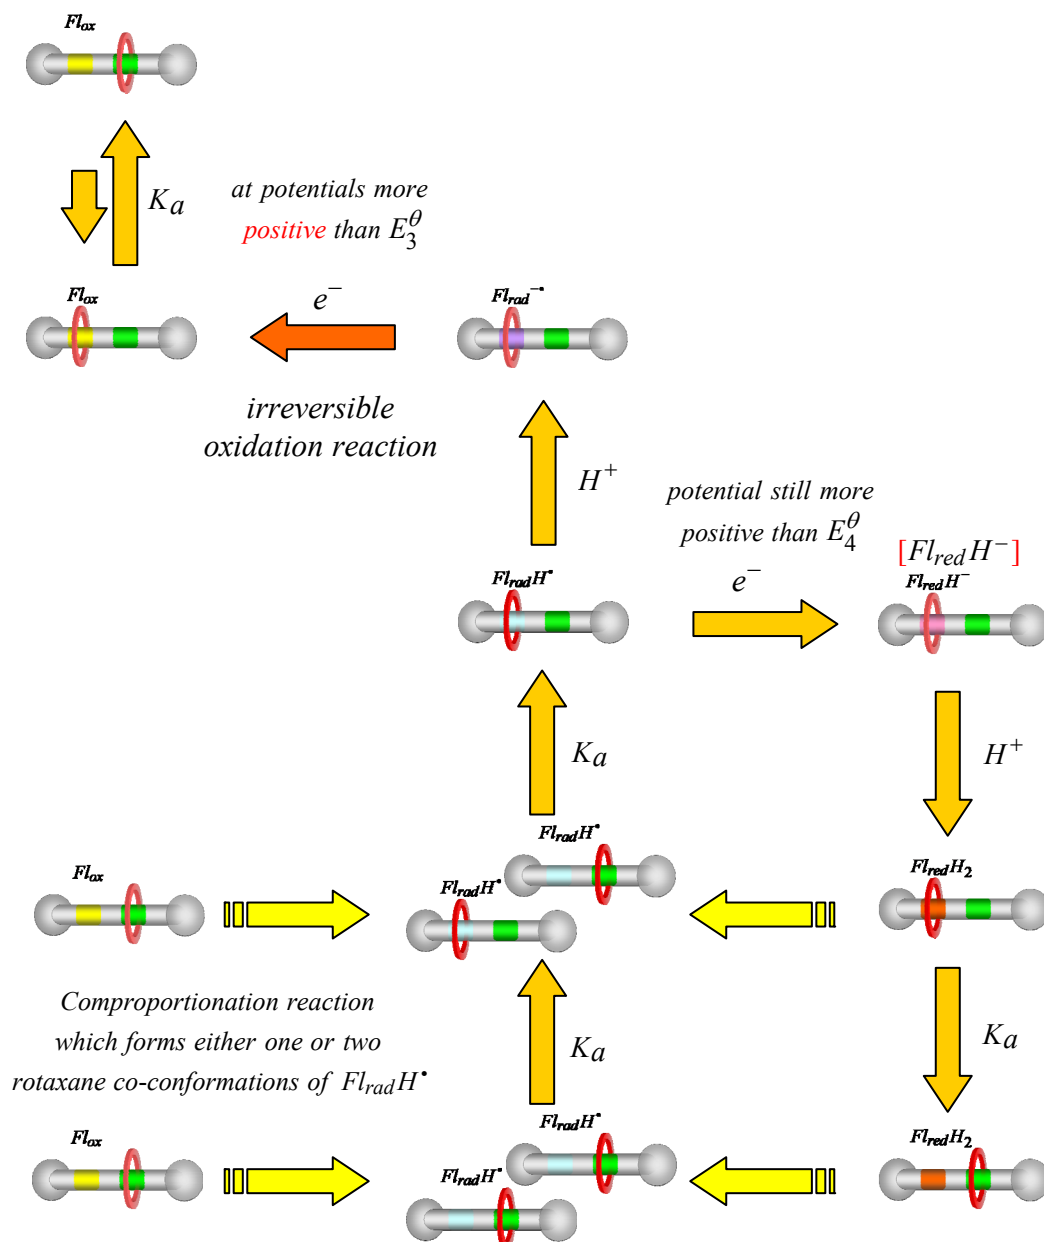 Fl_ox
K_a
at potentials more
positive than E_3^θ
Fl_ox
e^−
Fl_rad^−•
irreversible
oxidation reaction
H^+
potential still more
positive than E_4^θ
[Fl_red H^−]
Fl_rad H^•
e^−
Fl_red H^−
H^+
K_a
Fl_rad H^•
Fl_ox
Fl_rad H^•
Fl_red H_2
Comproportionation reaction
which forms either one or two
rotaxane co-conformations of Fl_rad H^•
K_a
K_a
Fl_ox
Fl_rad H^•
Fl_red H_2
Fl_rad H^•